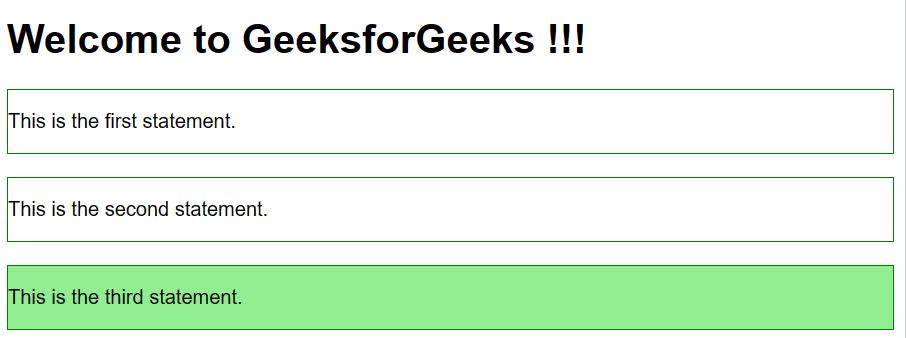 Welcome to GeeksforGeeks !!!
This is the first statement.
This is the second statement.
This is the third statement.